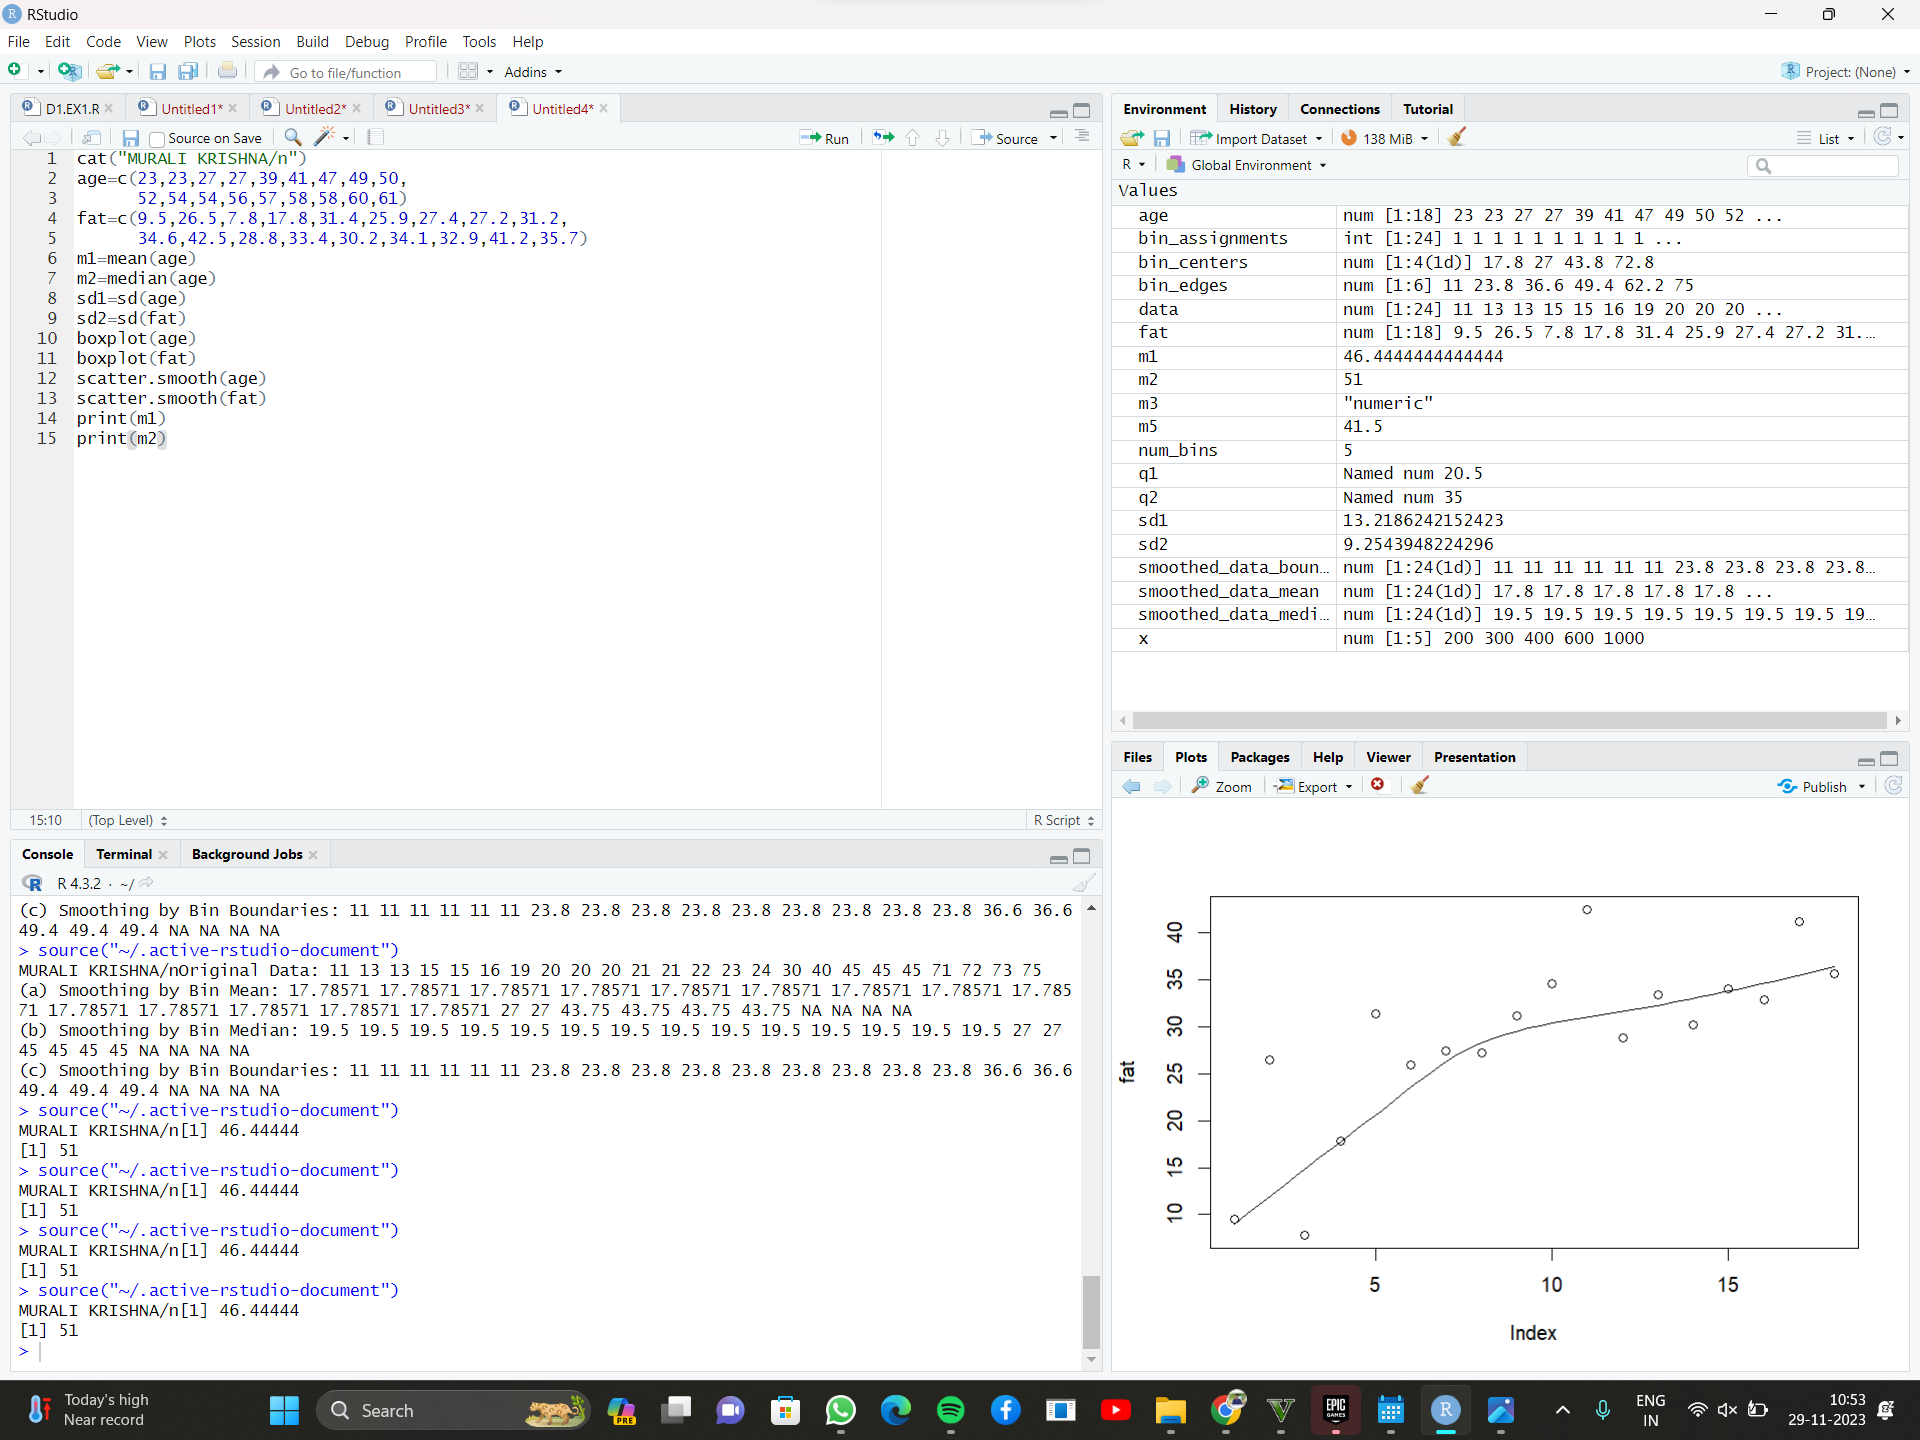 RStudio
File Edit Code View Plots Session Build Debug Profile Tools Help
Go to file/function Addins Project: (None)
D1.EX1.R Untitled1* Untitled2* Untitled3* Untitled4*
Source on Save Run Source
1 cat("MURALI KRISHNA/n")
2 age=c(23,23,27,27,39,41,47,49,50,
3 52,54,54,56,57,58,58,60,61)
4 fat=c(9.5,26.5,7.8,17.8,31.4,25.9,27.4,27.2,31.2,
5 34.6,42.5,28.8,33.4,30.2,34.1,32.9,41.2,35.7)
6 m1=mean(age)
7 m2=median(age)
8 sd1=sd(age)
9 sd2=sd(fat)
10 boxplot(age)
11 boxplot(fat)
12 scatter.smooth(age)
13 scatter.smooth(fat)
14 print(m1)
15 print(m2)
15:10 (Top Level) R Script
Console Terminal Background Jobs
R 4.3.2 · ~/
(c) Smoothing by Bin Boundaries: 11 11 11 11 11 11 23.8 23.8 23.8 23.8 23.8 23.8 23.8 23.8 23.8 36.6 36.6
49.4 49.4 49.4 NA NA NA NA
> source("~/.active-rstudio-document")
MURALI KRISHNA/nOriginal Data: 11 13 13 15 15 16 19 20 20 20 21 21 22 23 24 30 40 45 45 45 71 72 73 75
(a) Smoothing by Bin Mean: 17.78571 17.78571 17.78571 17.78571 17.78571 17.78571 17.78571 17.78571 17.785
71 17.78571 17.78571 17.78571 17.78571 17.78571 27 27 43.75 43.75 43.75 43.75 NA NA NA NA
(b) Smoothing by Bin Median: 19.5 19.5 19.5 19.5 19.5 19.5 19.5 19.5 19.5 19.5 19.5 19.5 19.5 19.5 27 27
45 45 45 45 NA NA NA NA
(c) Smoothing by Bin Boundaries: 11 11 11 11 11 11 23.8 23.8 23.8 23.8 23.8 23.8 23.8 23.8 23.8 36.6 36.6
49.4 49.4 49.4 NA NA NA NA
> source("~/.active-rstudio-document")
MURALI KRISHNA/n[1] 46.44444
[1] 51
> source("~/.active-rstudio-document")
MURALI KRISHNA/n[1] 46.44444
[1] 51
> source("~/.active-rstudio-document")
MURALI KRISHNA/n[1] 46.44444
[1] 51
> source("~/.active-rstudio-document")
MURALI KRISHNA/n[1] 46.44444
[1] 51
>
Environment History Connections Tutorial
Import Dataset 138 MiB List
R Global Environment
Values
age num [1:18] 23 23 27 27 39 41 47 49 50 52 ...
bin_assignments int [1:24] 1 1 1 1 1 1 1 1 1 1 ...
bin_centers num [1:4(1d)] 17.8 27 43.8 72.8
bin_edges num [1:6] 11 23.8 36.6 49.4 62.2 75
data num [1:24] 11 13 13 15 15 16 19 20 20 20 ...
fat num [1:18] 9.5 26.5 7.8 17.8 31.4 25.9 27.4 27.2 31.…
m1 46.4444444444444
m2 51
m3 "numeric"
m5 41.5
num_bins 5
q1 Named num 20.5
q2 Named num 35
sd1 13.2186242152423
sd2 9.2543948224296
smoothed_data_boun… num [1:24(1d)] 11 11 11 11 11 11 23.8 23.8 23.8 23.8…
smoothed_data_mean num [1:24(1d)] 17.8 17.8 17.8 17.8 17.8 ...
smoothed_data_medi… num [1:24(1d)] 19.5 19.5 19.5 19.5 19.5 19.5 19.5 19…
x num [1:5] 200 300 400 600 1000
Files Plots Packages Help Viewer Presentation
Zoom Export Publish
40
35
30
25
20
15
10
fat
5 10 15
Index
Today's high
Near record
Search
PRE
EPIC GAMES
ENG
IN
10:53
29-11-2023